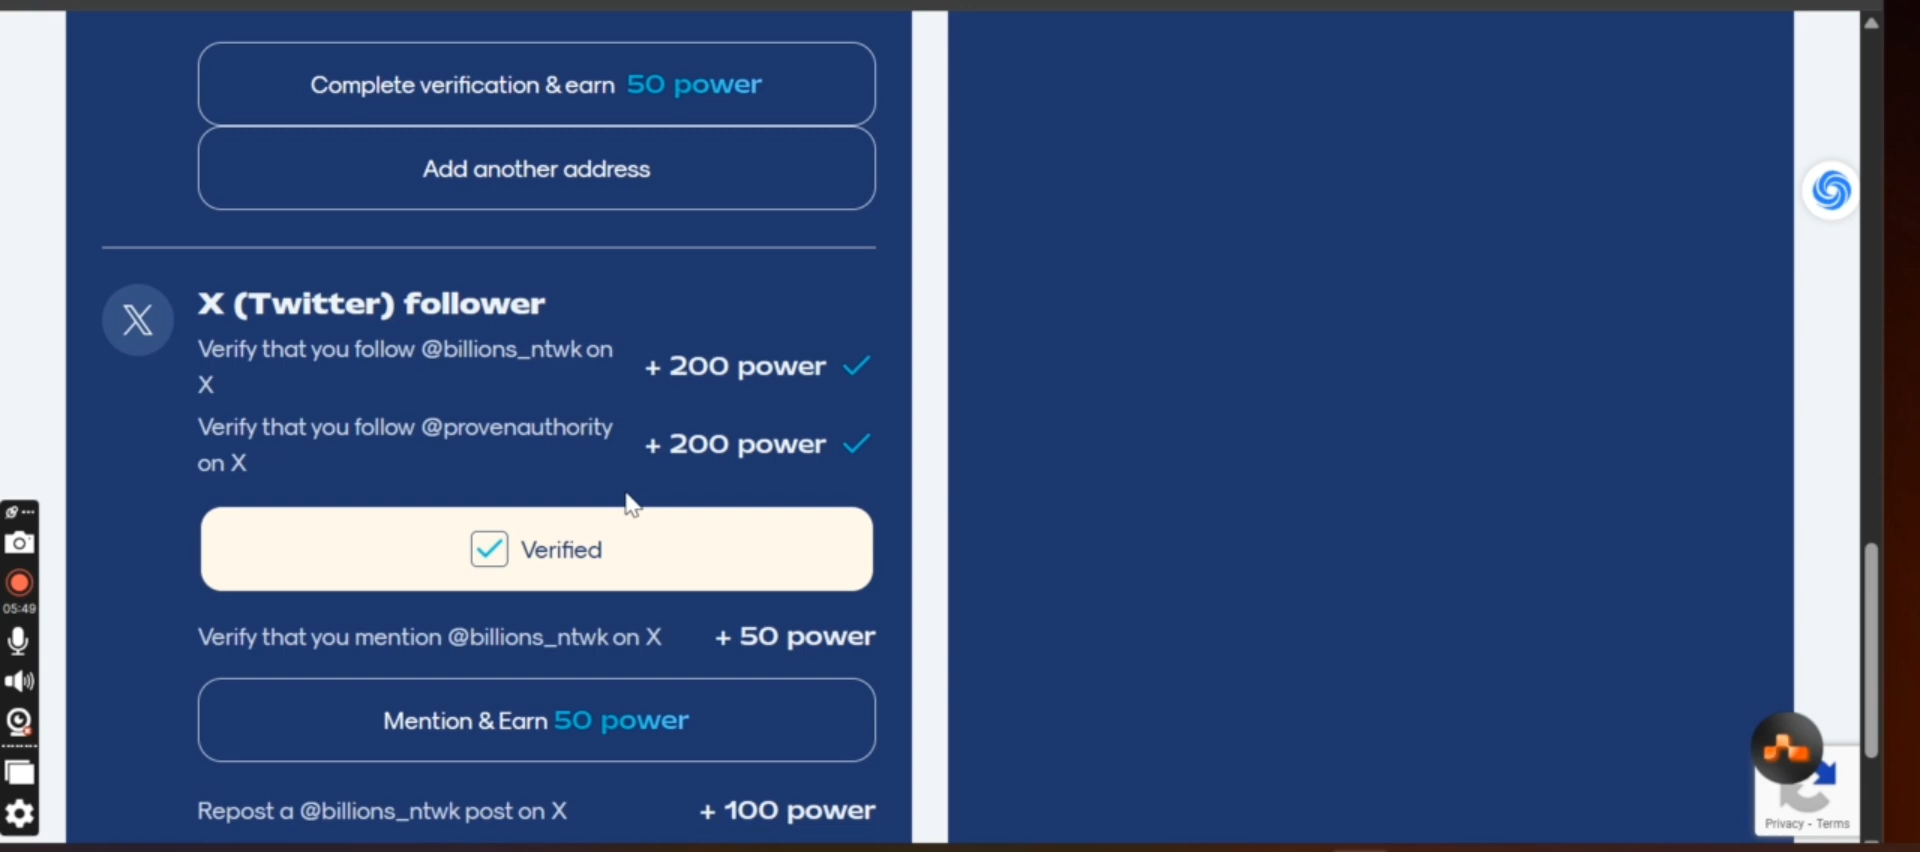 Complete verification & earn 50 power
Add another address
X (Twitter) follower
Verify that you follow @billions_ntwk on
X
+ 200 power
Verify that you follow @provenauthority
on X
+ 200 power
Verified
Verify that you mention @billions_ntwk on X
+ 50 power
Mention & Earn 50 power
Repost a @billions_ntwk post on X
+ 100 power
05:49
Privacy - Terms